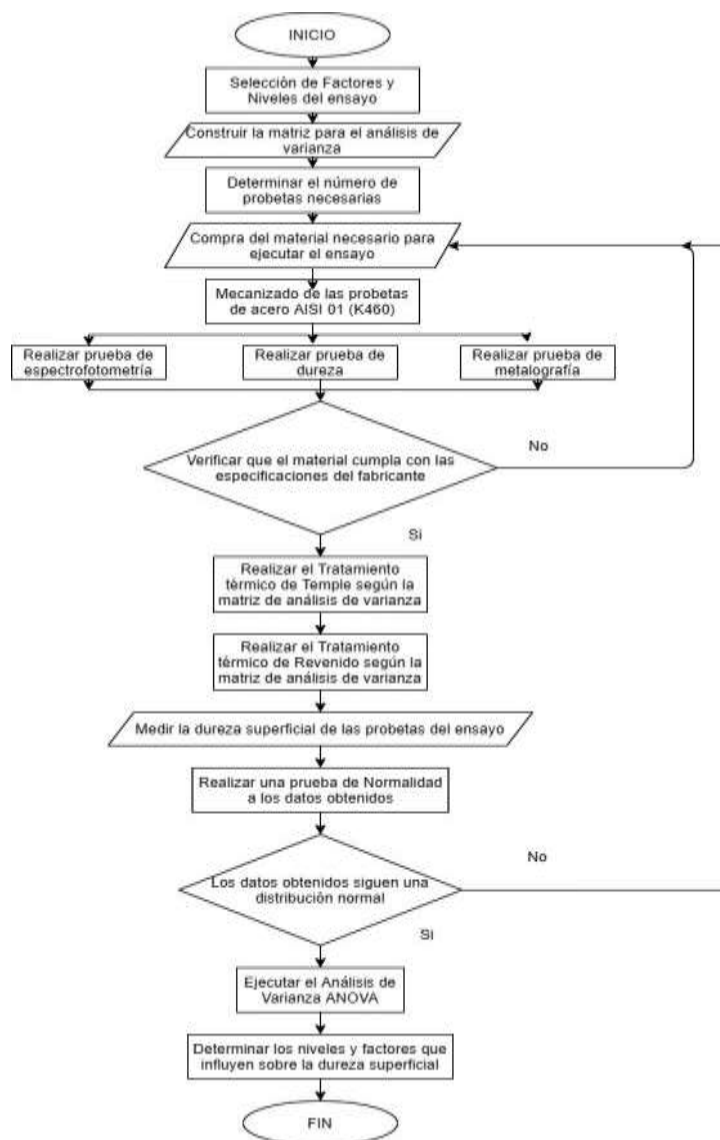 INICIO
Selección de Factores y
Niveles del ensayo
Construir la matriz para el análisis de
varianza
Determinar el número de
probetas necesarias
Compra del material necesario para
ejecutar el ensayo
Mecanizado de las probetas
de acero AISI 01 (K460)
Realizar prueba de
espectrofotometría
Realizar prueba de
dureza
Realizar prueba de
metalografía
Verificar que el material cumpla con las
especificaciones del fabricante
No
Si
Realizar el Tratamiento
térmico de Temple según la
matriz de análisis de varianza
Realizar el Tratamiento
térmico de Revenido según la
matriz de análisis de varianza
Medir la dureza superficial de las probetas del ensayo
Realizar una prueba de Normalidad
a los datos obtenidos
Los datos obtenidos siguen una
distribución normal
No
Si
Ejecutar el Análisis de
Varianza ANOVA
Determinar los niveles y factores que
influyen sobre la dureza superficial
FIN